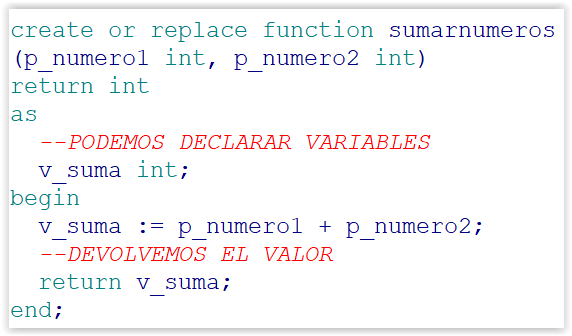 create or replace function sumarnumeros
(p_numero1 int, p_numero2 int)
return int
as
  --PODEMOS DECLARAR VARIABLES
  v_suma int;
begin
  v_suma := p_numero1 + p_numero2;
  --DEVOLVEMOS EL VALOR
  return v_suma;
end;